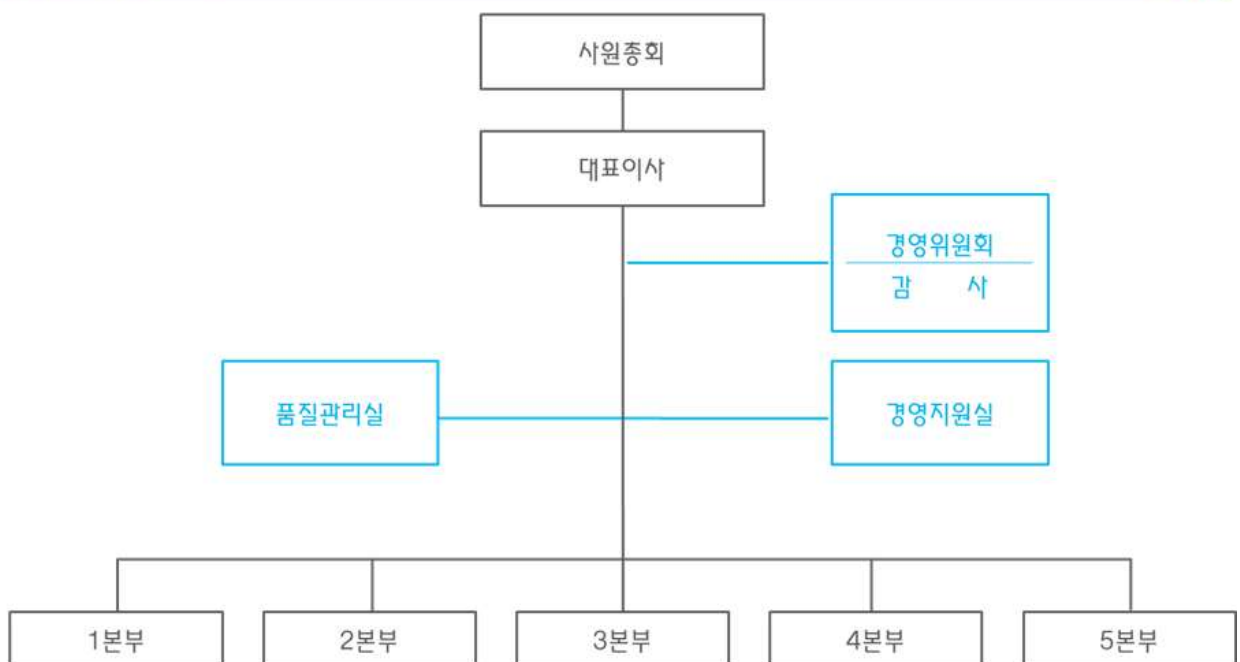 사원총회
대표이사
경영위원회
감 사
품질관리실
경영지원실
1본부
2본부
3본부
4본부
5본부